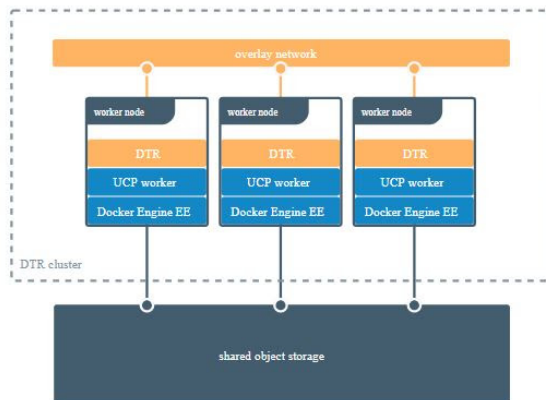 overlay network
worker node
worker node
worker node
DTR
DTR
DTR
UCP worker
UCP worker
UCP worker
Docker Engine EE
Docker Engine EE
Docker Engine EE
DTR cluster
shared object storage